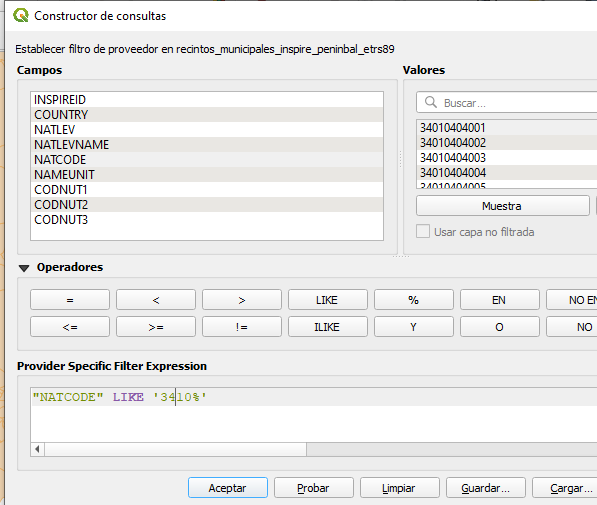 Constructor de consultas
Establecer filtro de proveedor en recintos_municipales_inspire_peninbal_etrs89
Campos
INSPIREID
COUNTRY
NATLEV
NATLEVNAME
NATCODE
NAMEUNIT
CODNUT1
CODNUT2
CODNUT3
Valores
Buscar...
34010404001
34010404002
34010404003
34010404004
34010404005
Muestra
Usar capa no filtrada
Operadores
= < > LIKE % EN NO EN
<= >= != ILIKE Y O NO
Provider Specific Filter Expression
"NATCODE" LIKE '3410%'
Aceptar Probar Limpiar Guardar... Cargar...